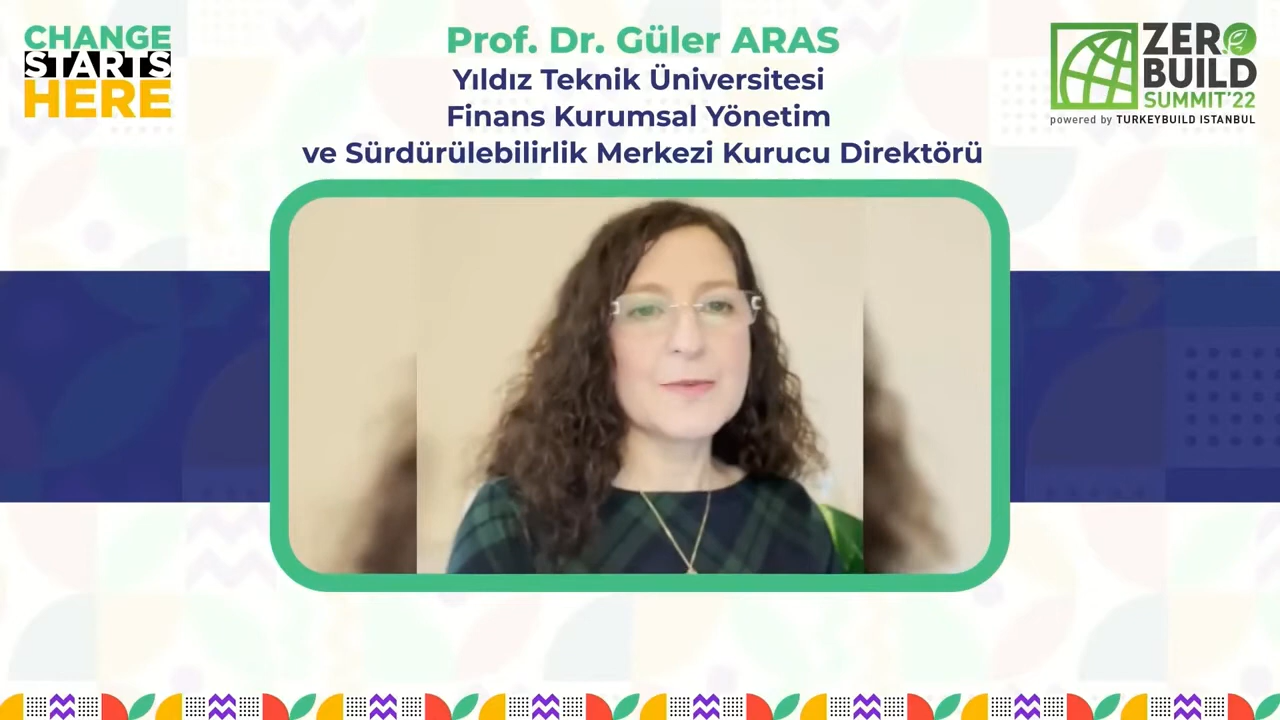 CHANGE
STARTS
HERE
Prof. Dr. Güler ARAS
Yıldız Teknik Üniversitesi
Finans Kurumsal Yönetim
ve Sürdürülebilirlik Merkezi Kurucu Direktörü
ZERO
BUILD
SUMMIT'22
powered by TURKEYBUILD ISTANBUL